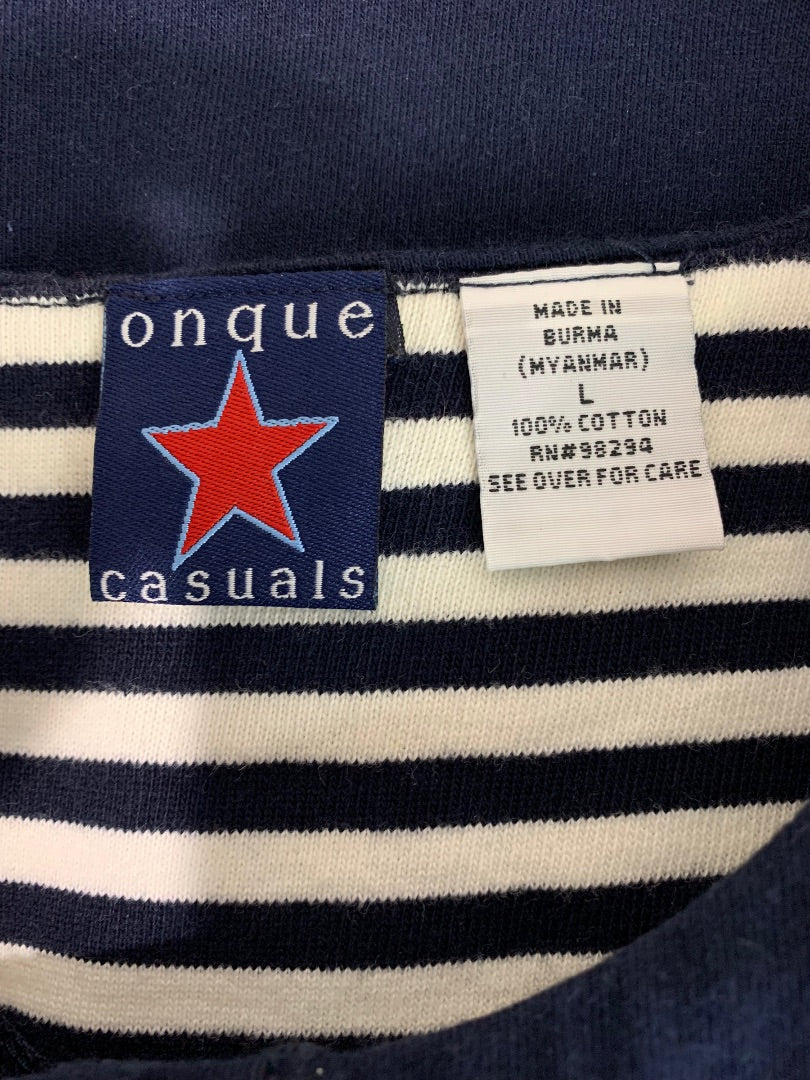 onque
casuals
MADE IN
BURMA
(MYANMAR)
L
100% COTTON
RN#98294
SEE OVER FOR CARE